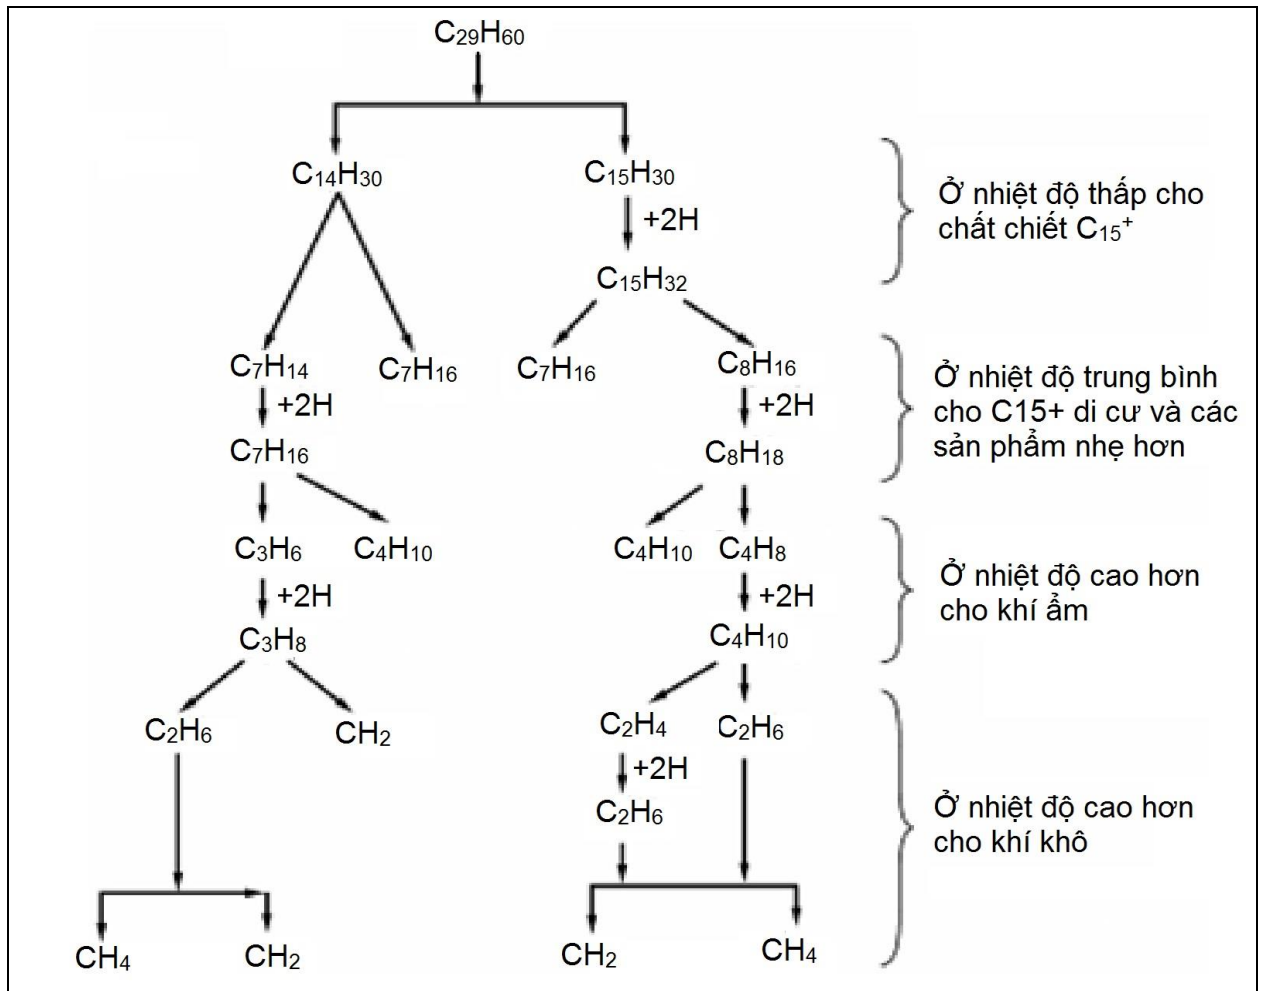 C₂₉H₆₀
C₁₄H₃₀ C₁₅H₃₀
+2H
C₁₅H₃₂
Ở nhiệt độ thấp cho
chất chiết C₁₅⁺
C₇H₁₄ C₇H₁₆ C₇H₁₆ C₈H₁₆
+2H +2H
C₇H₁₆ C₈H₁₈
Ở nhiệt độ trung bình
cho C15+ di cư và các
sản phẩm nhẹ hơn
C₃H₆ C₄H₁₀ C₄H₁₀ C₄H₈
+2H +2H
C₃H₈ C₄H₁₀
Ở nhiệt độ cao hơn
cho khí ẩm
C₂H₆ CH₂ C₂H₄ C₂H₆
+2H
C₂H₆
Ở nhiệt độ cao hơn
cho khí khô
CH₄ CH₂ CH₂ CH₄